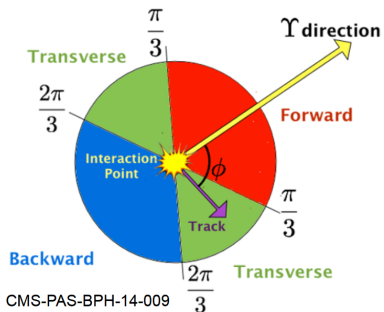 π
3
ϒ direction
Transverse
2π
3
Forward
Interaction
Point
ϕ
π
3
Track
Backward
2π
3
Transverse
CMS-PAS-BPH-14-009